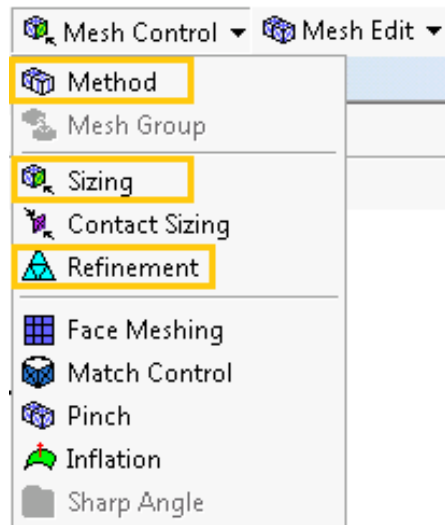 Mesh Control Mesh Edit
Method
Mesh Group
Sizing
Contact Sizing
Refinement
Face Meshing
Match Control
Pinch
Inflation
Sharp Angle